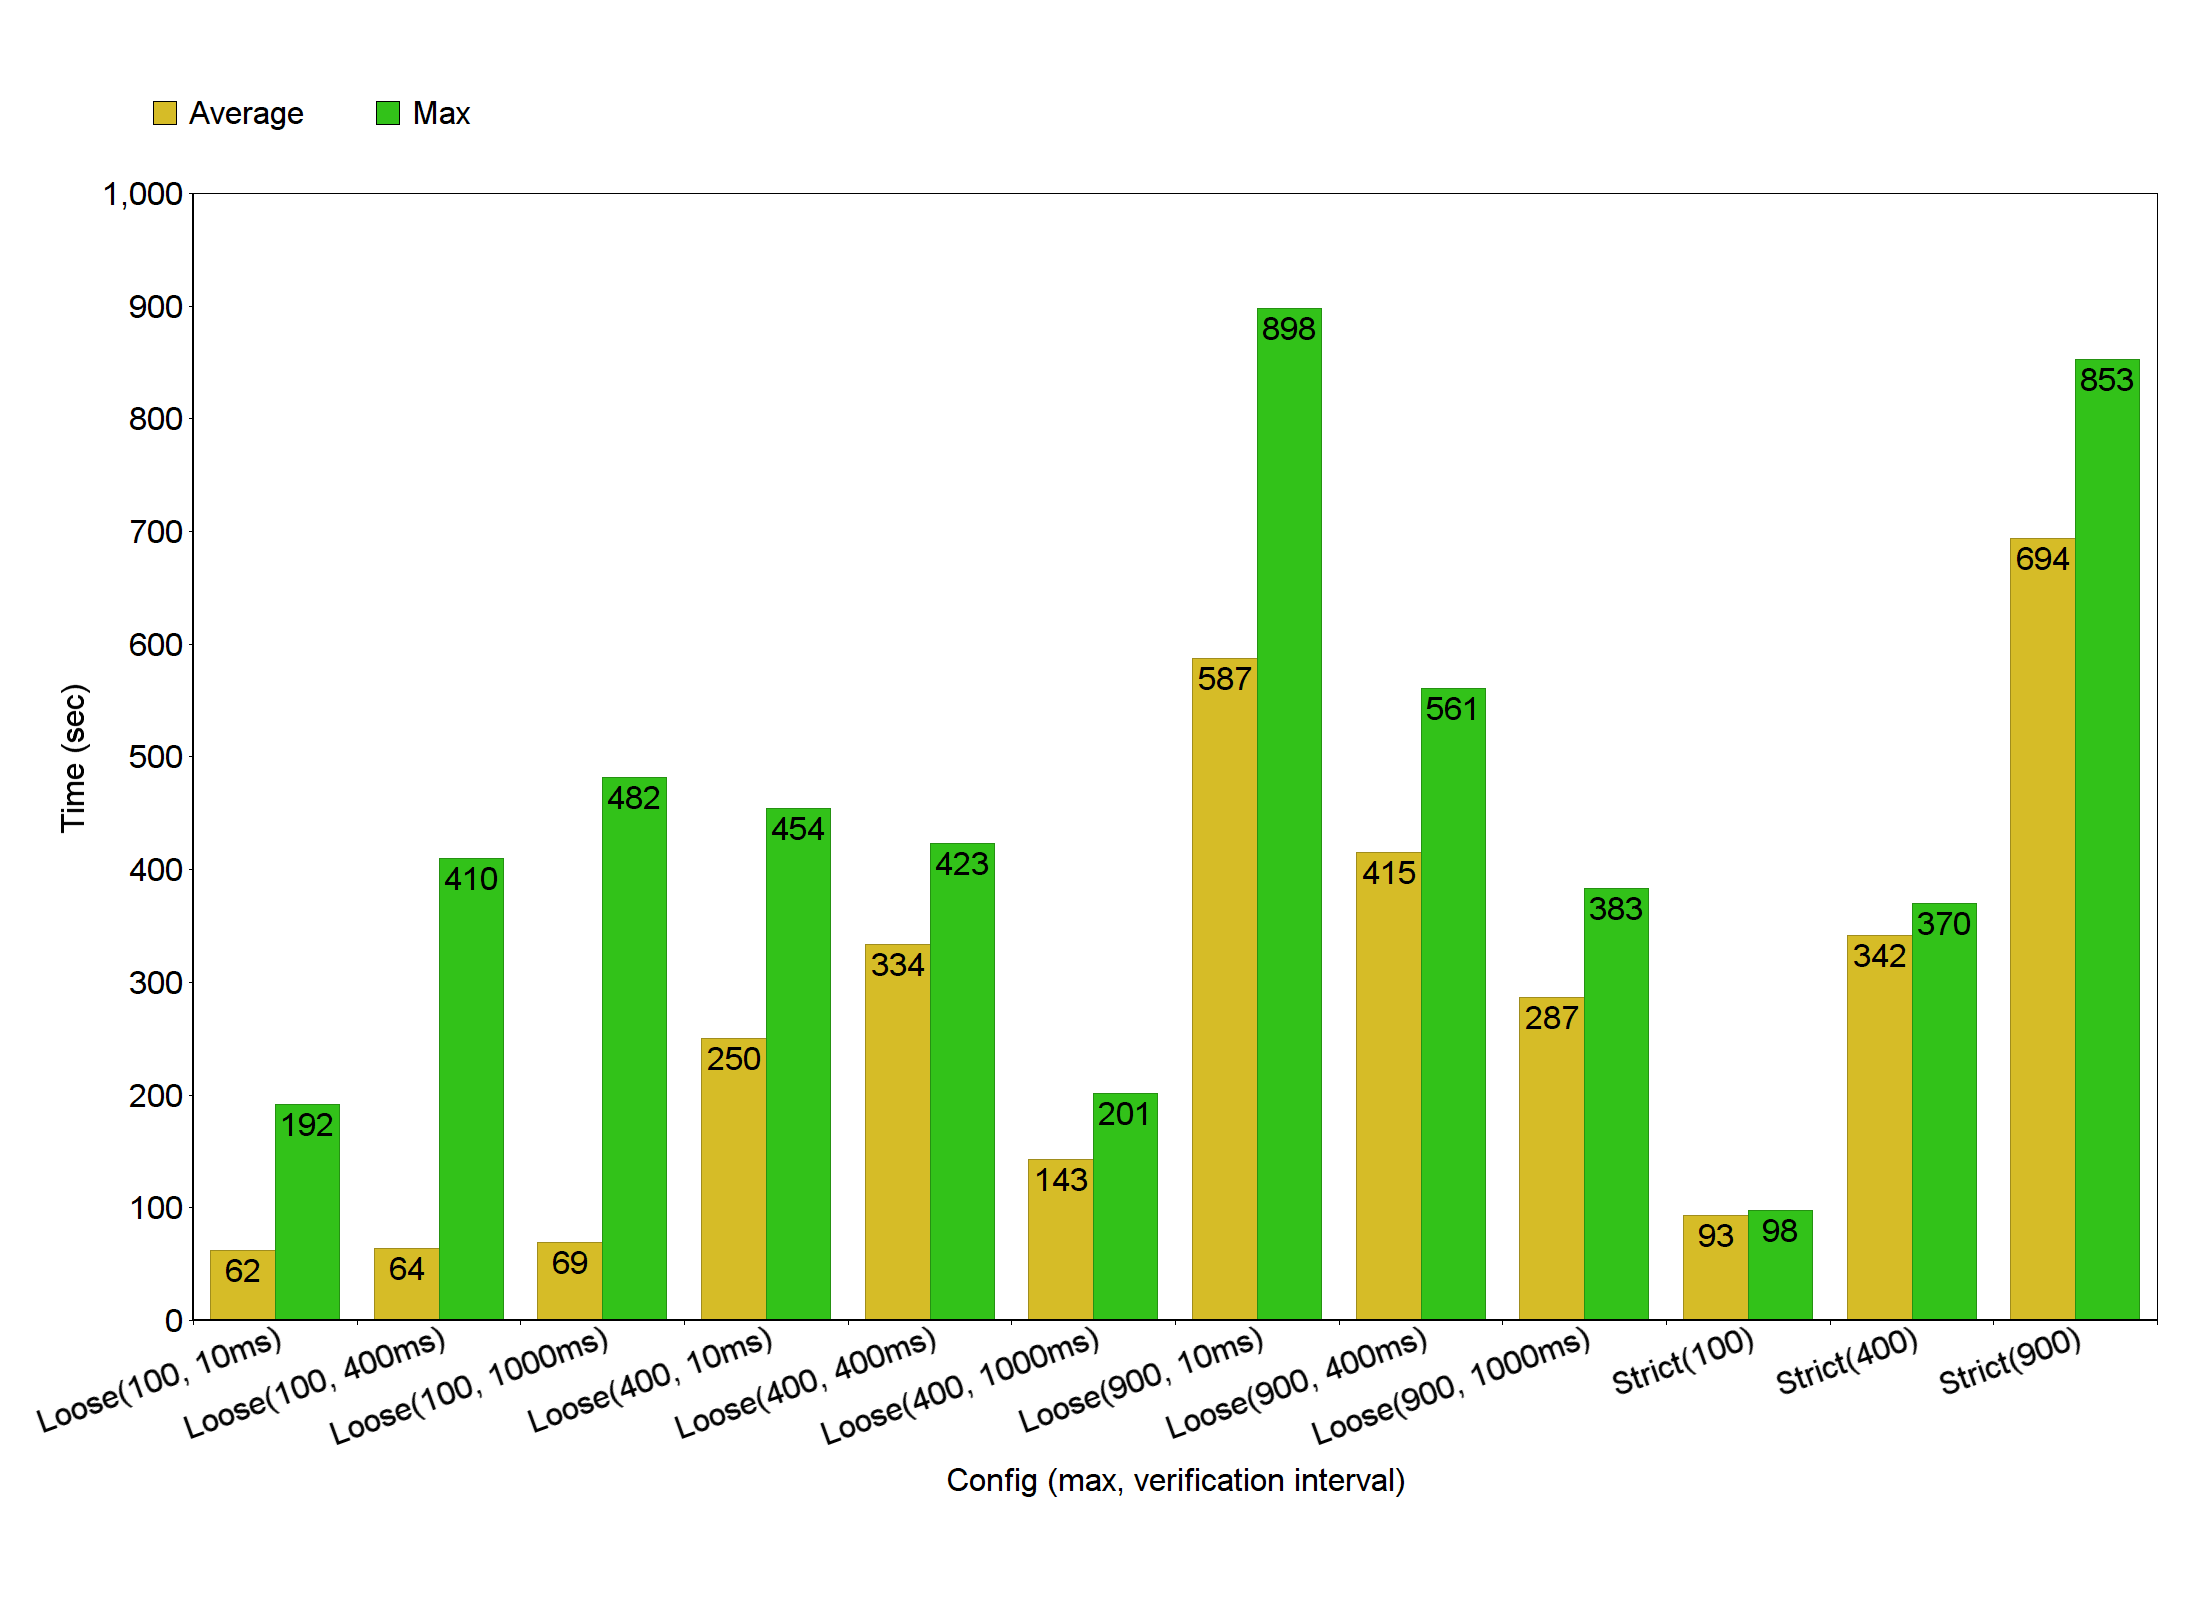 Average Max
1,000
900
800
700
600
500
400
300
200
100
0
Time (sec)
62 192
64 410
69 482
250 454
334 423
143 201
587 898
415 561
287 383
93 98
342 370
694 853
Loose(100, 10ms)
Loose(100, 400ms)
Loose(100, 1000ms)
Loose(400, 10ms)
Loose(400, 400ms)
Loose(400, 1000ms)
Loose(900, 10ms)
Loose(900, 400ms)
Loose(900, 1000ms)
Strict(100)
Strict(400)
Strict(900)
Config (max, verification interval)